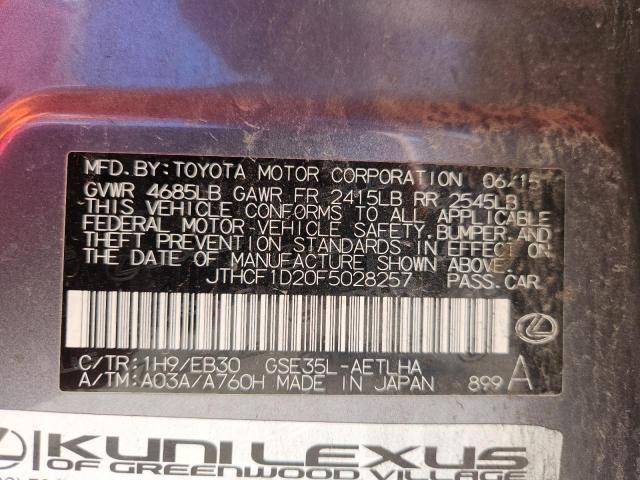 MFD. BY: TOYOTA MOTOR CORPORATION 06/15
GVWR 4685LB GAWR FR 2415LB RR 2545LB
THIS VEHICLE CONFORMS TO ALL APPLICABLE
FEDERAL MOTOR-VEHICLE SAFETY,BUMPER,AND
THEFT PREVENTION STANDARDS IN EFFECT ON
THE DATE OF MANUFACTURE SHOWN ABOVE.
JTHCF1D20F5028257 PASS.CAR
C/TR: 1H9/EB30 GSE35L-AETLHA
A/TM: A03A/A760H MADE IN JAPAN 899 A
KUNI LEXUS
OF GREENWOOD VILLAGE